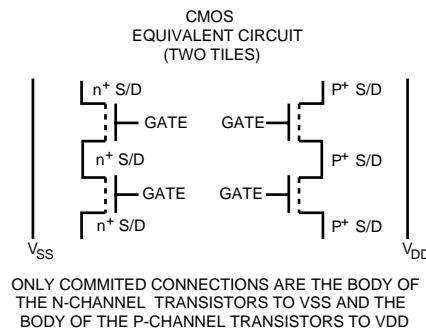 CMOS
EQUIVALENT CIRCUIT
(TWO TILES)
n+ S/D P+ S/D
GATE GATE
n+ S/D P+ S/D
GATE GATE
n+ S/D P+ S/D
VSS VDD
ONLY COMMITED CONNECTIONS ARE THE BODY OF
THE N-CHANNEL TRANSISTORS TO VSS AND THE
BODY OF THE P-CHANNEL TRANSISTORS TO VDD